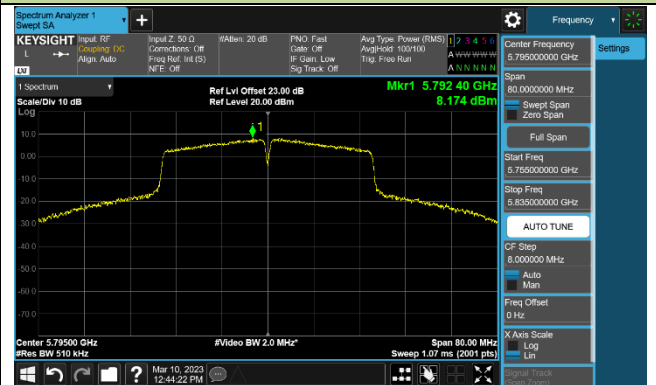 Spectrum Analyzer 1
Swept SA
Frequency
KEYSIGHT
L
LXI
Input: RF
Coupling: DC
Align: Auto
Input Z: 50 Ω
Corrections: Off
Freq Ref: Int (S)
NFE: Off
#Atten: 20 dB
PNO: Fast
Gate: Off
IF Gain: Low
Sig Track: Off
Avg Type: Power (RMS)
Avg|Hold: 100/100
Trig: Free Run
1 2 3 4 5 6
A W W W W W
A N N N N N
1 Spectrum
Scale/Div 10 dB
Log
Ref Lvl Offset 23.00 dB
Ref Level 20.00 dBm
Mkr1 5.792 40 GHz
8.174 dBm
1
10.0
0.00
-10.0
-20.0
-30.0
-40.0
-50.0
-60.0
-70.0
Center 5.79500 GHz
#Res BW 510 kHz
#Video BW 2.0 MHz*
Span 80.00 MHz
Sweep 1.07 ms (2001 pts)
Center Frequency
5.795000000 GHz
Settings
Span
80.0000000 MHz
Swept Span
Zero Span
Full Span
Start Freq
5.755000000 GHz
Stop Freq
5.835000000 GHz
AUTO TUNE
CF Step
8.000000 MHz
Auto
Man
Freq Offset
0 Hz
X Axis Scale
Log
Lin
Signal Track
(Span Zoom)
?
Mar 10, 2023
12:44:22 PM